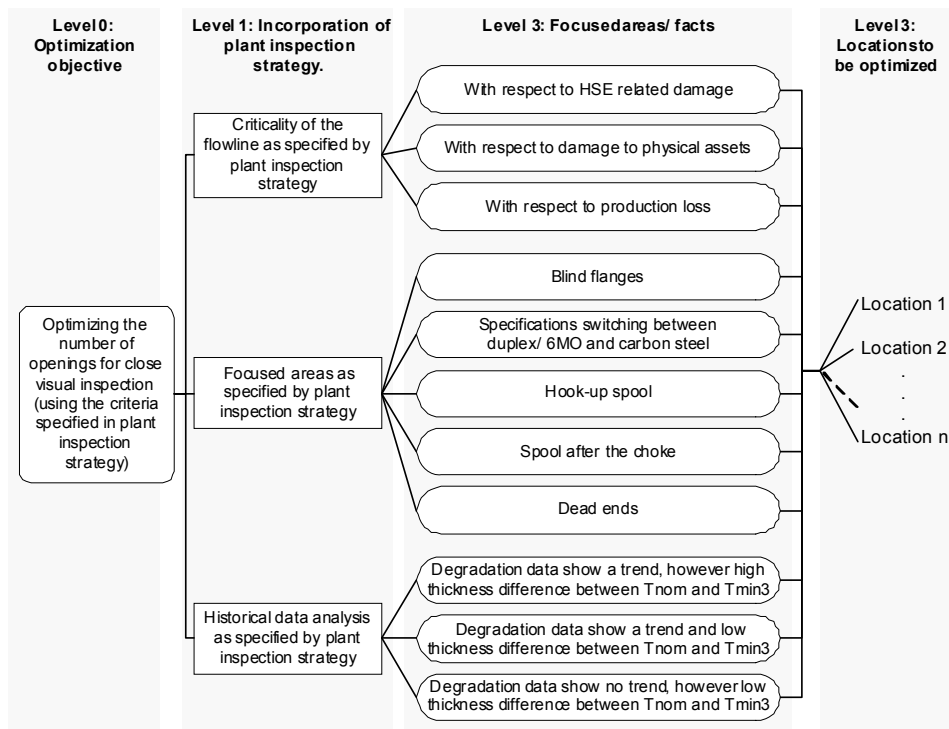 Level 0:
Optimization
objective
Level 1: Incorporation of
plant inspection
strategy.
Level 3: Focused areas/ facts
Level 3:
Locations to
be optimized
Optimizing the
number of
openings for close
visual inspection
(using the criteria
specified in plant
inspection
strategy)
Criticality of the
flowline as specified by
plant inspection
strategy
With respect to HSE related damage
With respect to damage to physical assets
With respect to production loss
Focused areas as
specified by plant
inspection strategy
Blind flanges
Specifications switching between
duplex/ 6MO and carbon steel
Hook-up spool
Spool after the choke
Dead ends
Historical data analysis
as specified by plant
inspection strategy
Degradation data show a trend, however high
thickness difference between Tnom and Tmin3
Degradation data show a trend and low
thickness difference between Tnom and Tmin3
Degradation data show no trend, however low
thickness difference between Tnom and Tmin3
Location 1
Location 2
.
.
.
Location n